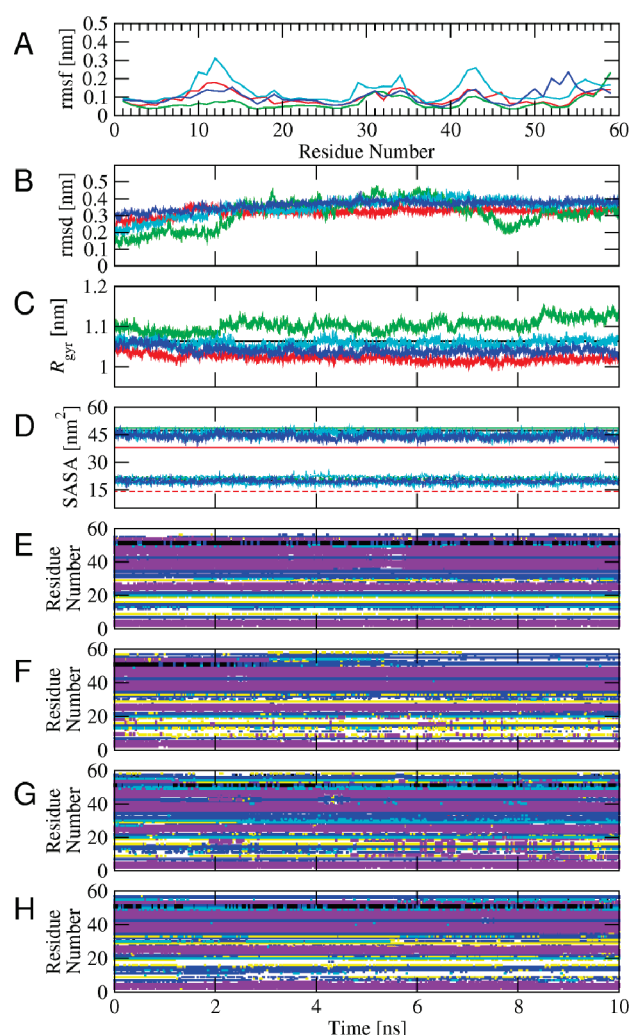 A
rmsf [nm]
0.5
0.4
0.3
0.2
0.1
0
0 10 20 30 40 50 60
Residue Number
B
rmsd [nm]
0.5
0.4
0.3
0.2
0.1
0
C
Rgyr [nm]
1.2
1.1
1
D
SASA [nm²]
60
45
30
15
E
Residue
Number
60
40
20
0
F
Residue
Number
60
40
20
0
G
Residue
Number
60
40
20
0
H
Residue
Number
60
40
20
0
0 2 4 6 8 10
Time [ns]